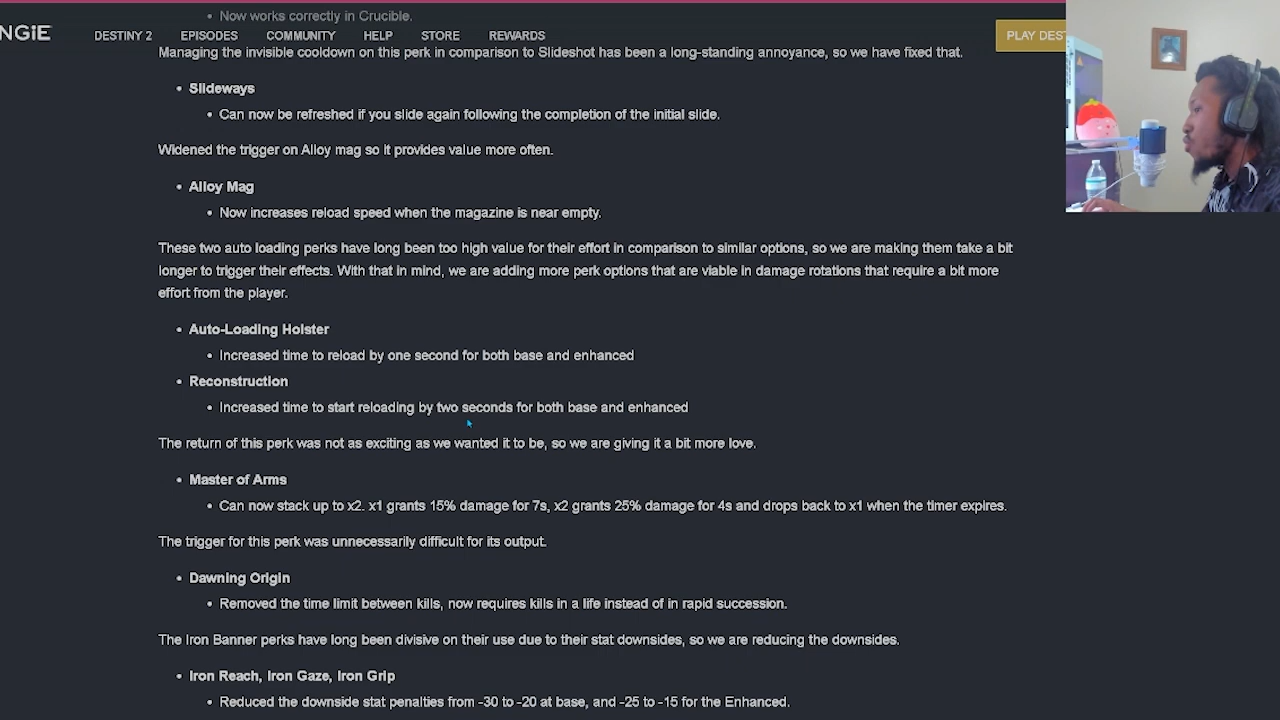 Now works correctly in Crucible.
NGiE DESTINY 2 EPISODES COMMUNITY HELP STORE REWARDS PLAY DEST
Managing the invisible cooldown on this perk in comparison to Slideshot has been a long-standing annoyance, so we have fixed that.
Slideways
Can now be refreshed if you slide again following the completion of the initial slide.
Widened the trigger on Alloy mag so it provides value more often.
Alloy Mag
Now increases reload speed when the magazine is near empty.
These two auto loading perks have long been too high value for their effort in comparison to similar options, so we are making them take a bit
longer to trigger their effects. With that in mind, we are adding more perk options that are viable in damage rotations that require a bit more
effort from the player.
Auto-Loading Holster
Increased time to reload by one second for both base and enhanced
Reconstruction
Increased time to start reloading by two seconds for both base and enhanced
The return of this perk was not as exciting as we wanted it to be, so we are giving it a bit more love.
Master of Arms
Can now stack up to x2. x1 grants 15% damage for 7s, x2 grants 25% damage for 4s and drops back to x1 when the timer expires.
The trigger for this perk was unnecessarily difficult for its output.
Dawning Origin
Removed the time limit between kills, now requires kills in a life instead of in rapid succession.
The Iron Banner perks have long been divisive on their use due to their stat downsides, so we are reducing the downsides.
Iron Reach, Iron Gaze, Iron Grip
Reduced the downside stat penalties from -30 to -20 at base, and -25 to -15 for the Enhanced.